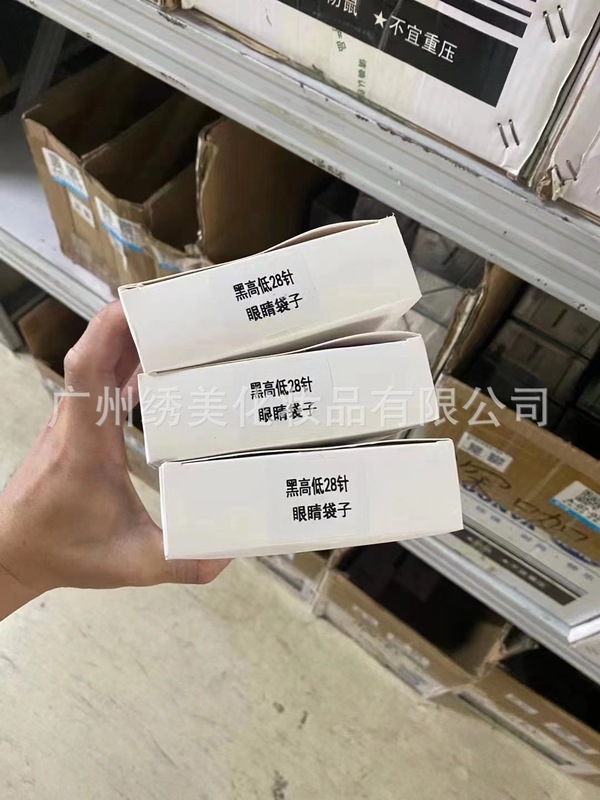 ★不宜重压
黑高低28针
眼睛袋子
黑高低28针
眼睛袋子
广州绣美化妆品有限公司
黑高低28针
眼睛袋子